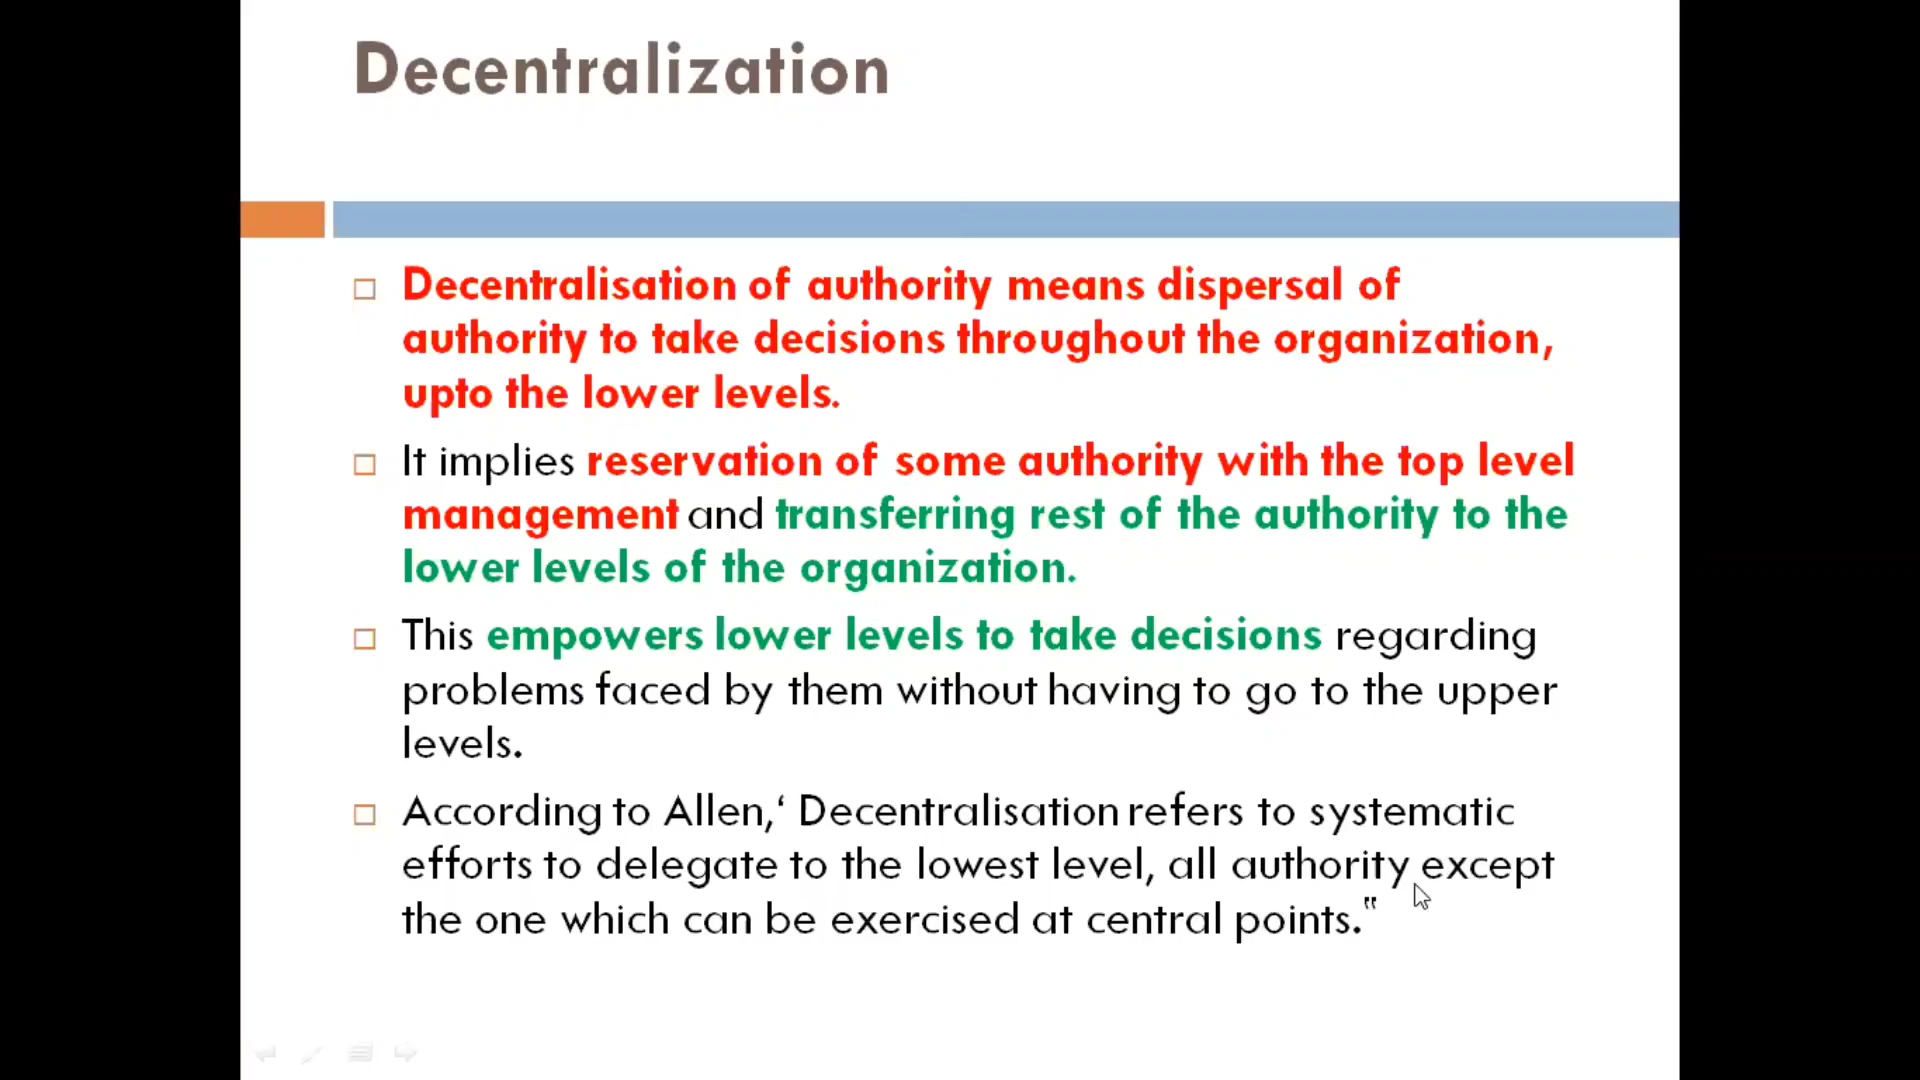 Decentralization
Decentralisation of authority means dispersal of
authority to take decisions throughout the organization,
upto the lower levels.
It implies reservation of some authority with the top level
management and transferring rest of the authority to the
lower levels of the organization.
This empowers lower levels to take decisions regarding
problems faced by them without having to go to the upper
levels.
According to Allen,‘ Decentralisation refers to systematic
efforts to delegate to the lowest level, all authority except
the one which can be exercised at central points."